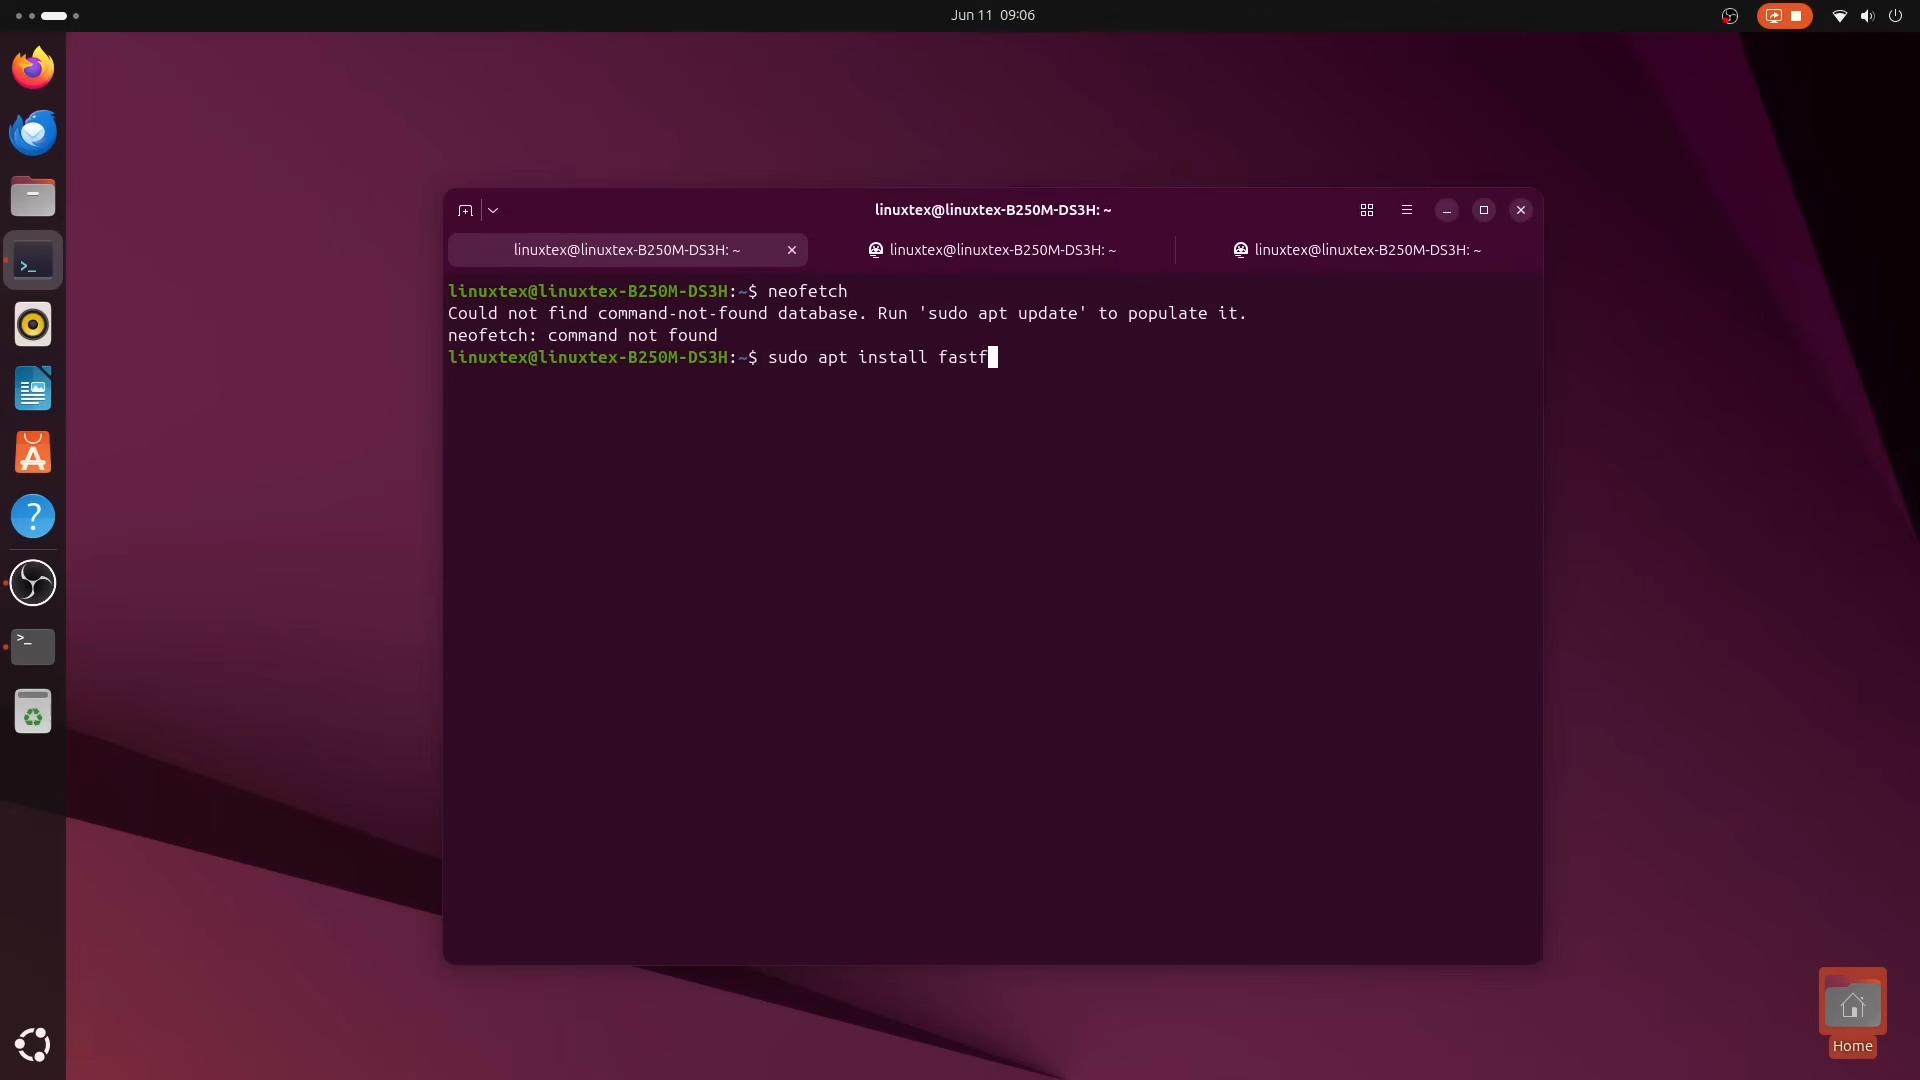 Jun 11 09:06
linuxtex@linuxtex-B250M-DS3H: ~
linuxtex@linuxtex-B250M-DS3H: ~
linuxtex@linuxtex-B250M-DS3H: ~
linuxtex@linuxtex-B250M-DS3H: ~
linuxtex@linuxtex-B250M-DS3H:~$ neofetch
Could not find command-not-found database. Run 'sudo apt update' to populate it.
neofetch: command not found
linuxtex@linuxtex-B250M-DS3H:~$ sudo apt install fastf
Home